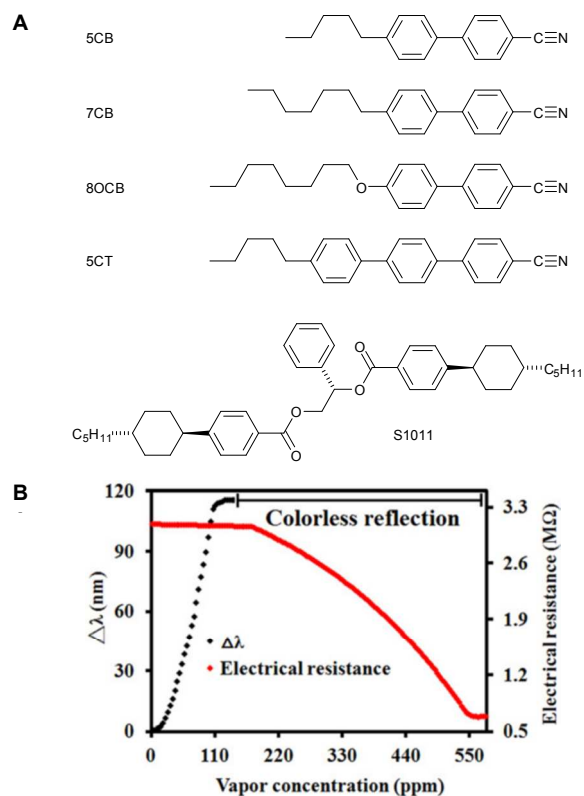 A
5CB
C≡N
7CB
C≡N
8OCB
O
C≡N
5CT
C≡N
O
O
C5H11
O
C5H11
O
S1011
B
120
90
60
30
0
Δλ (nm)
Colorless reflection
Δλ
Electrical resistance
3.3
2.6
1.9
1.2
0.5
Electrical resistance (MΩ)
0 110 220 330 440 550
Vapor concentration (ppm)